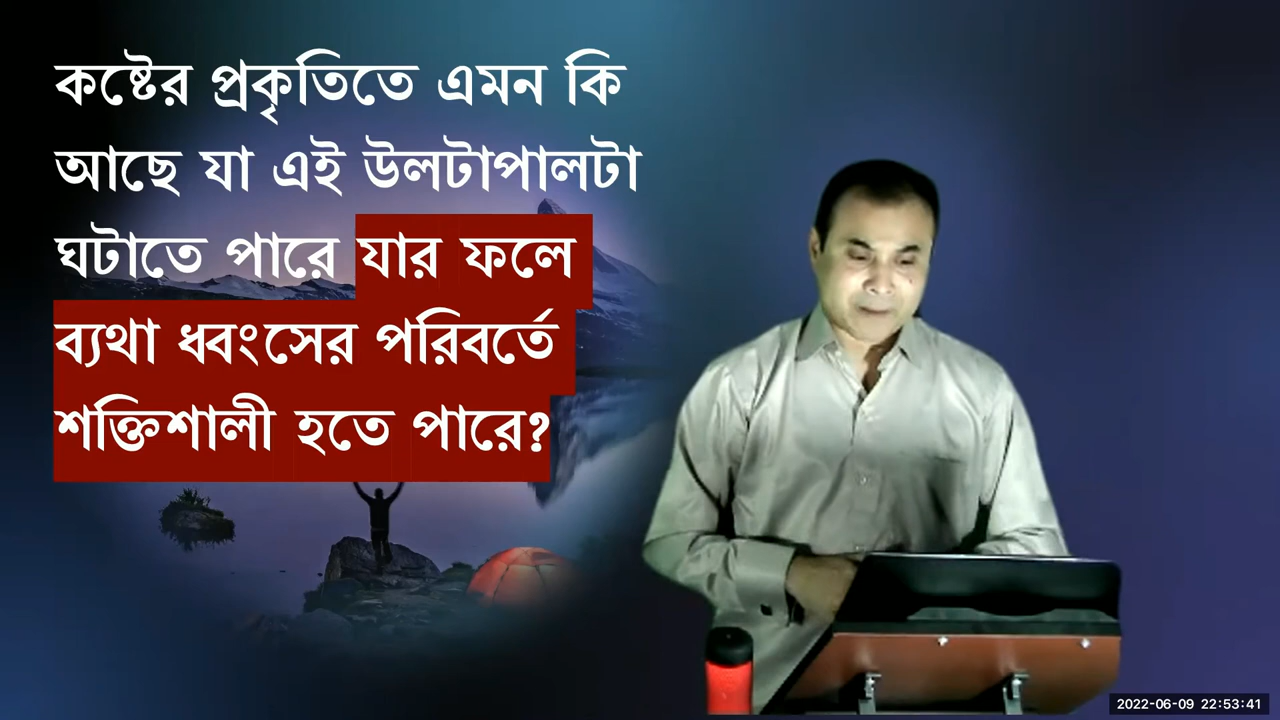 কষ্টের প্রকৃতিতে এমন কি
আছে যা এই উলটাপালটা
ঘটাতে পারে যার ফলে
ব্যথা ধ্বংসের পরিবর্তে
শক্তিশালী হতে পারে?
2022-06-09 22:53:41